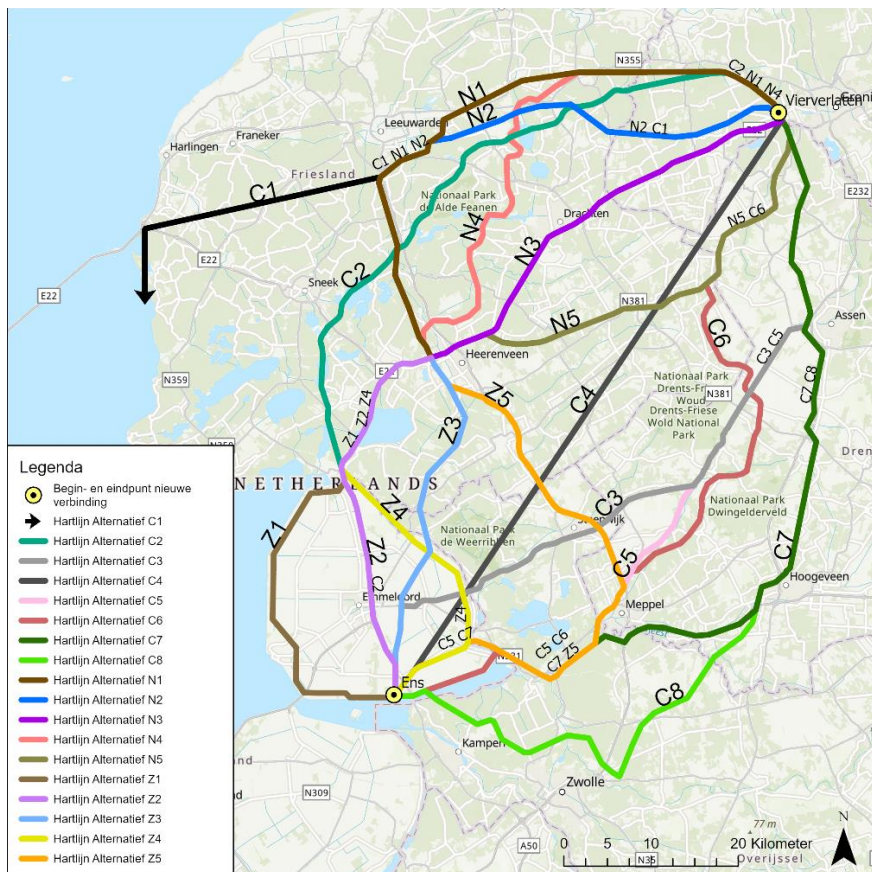 N355
C2 N1 N4
Vierverlaten
Groni
N1
N2
Leeuwarden
Franeker
Harlingen
C1 N1 N2
N2 C1
Friesland
C1
Nationaal Park
de Alde Feanen
E232
N4
Drachten
N5 C6
N3
E22
C2
Sneek
E22
N381
Assen
N5
C6
C3 C5
Heerenveen
N359
Z1 Z2 Z4
Z5
C4
Nationaal Park
Drents-Fr
Woud
Drents-Friese
Wold National
Park
N381
C7 C8
Z3
Legenda
Begin- en eindpunt nieuwe
verbinding
Hartlijn Alternatief C1
Hartlijn Alternatief C2
Hartlijn Alternatief C3
Hartlijn Alternatief C4
Hartlijn Alternatief C5
Hartlijn Alternatief C6
Hartlijn Alternatief C7
Hartlijn Alternatief C8
Hartlijn Alternatief N1
Hartlijn Alternatief N2
Hartlijn Alternatief N3
Hartlijn Alternatief N4
Hartlijn Alternatief N5
Hartlijn Alternatief Z1
Hartlijn Alternatief Z2
Hartlijn Alternatief Z3
Hartlijn Alternatief Z4
Hartlijn Alternatief Z5
NETHERLANDS
Dren
Z4
C3
Z1
Nationaal Park
de Weerribben
Nationaal Park
Dwingelderveld
Z2
C2
C5
C7
Hoogeveen
Meppel
Z4
C5 C7
C5 C6
C7 Z5
Ens
C8
Kampen
Zwolle
N309
N
77 m
0 5 10 20 Kilometer
A50
N35
Overijssel